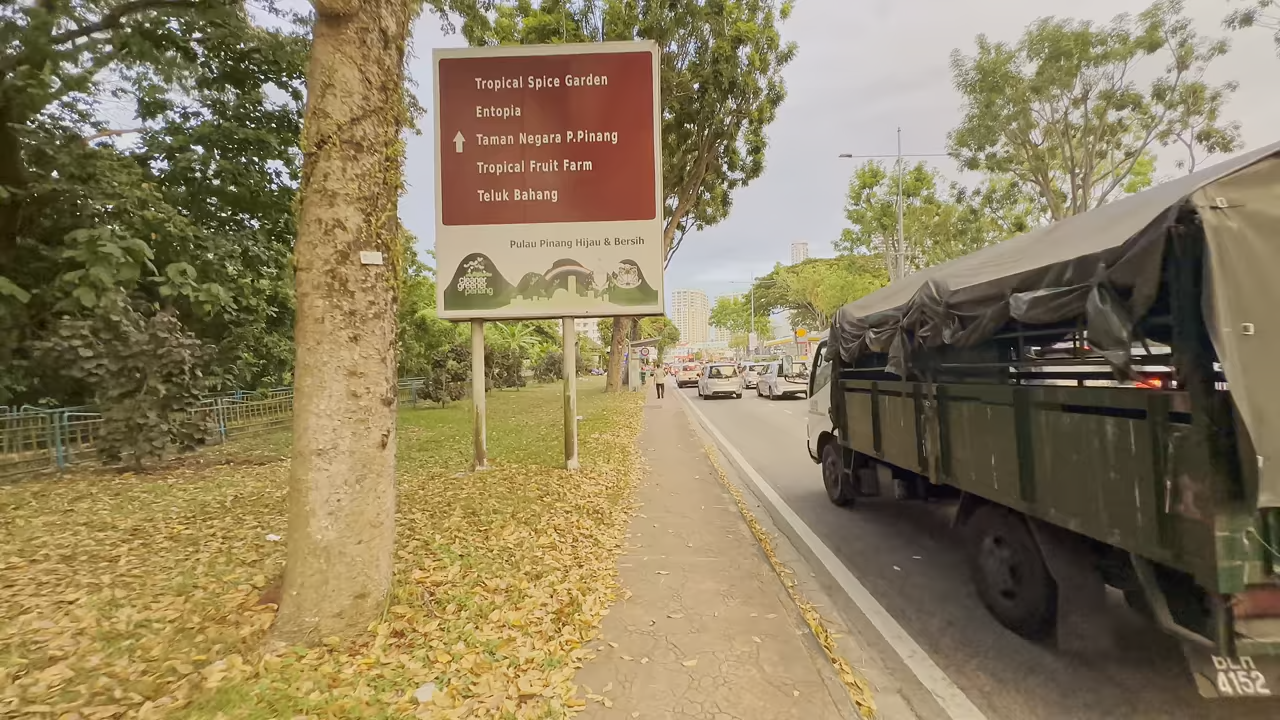 Tropical Spice Garden
Entopia
Taman Negara P.Pinang
Tropical Fruit Farm
Teluk Bahang
Pulau Pinang Hijau & Bersih
cleaner
greener
penang
4152